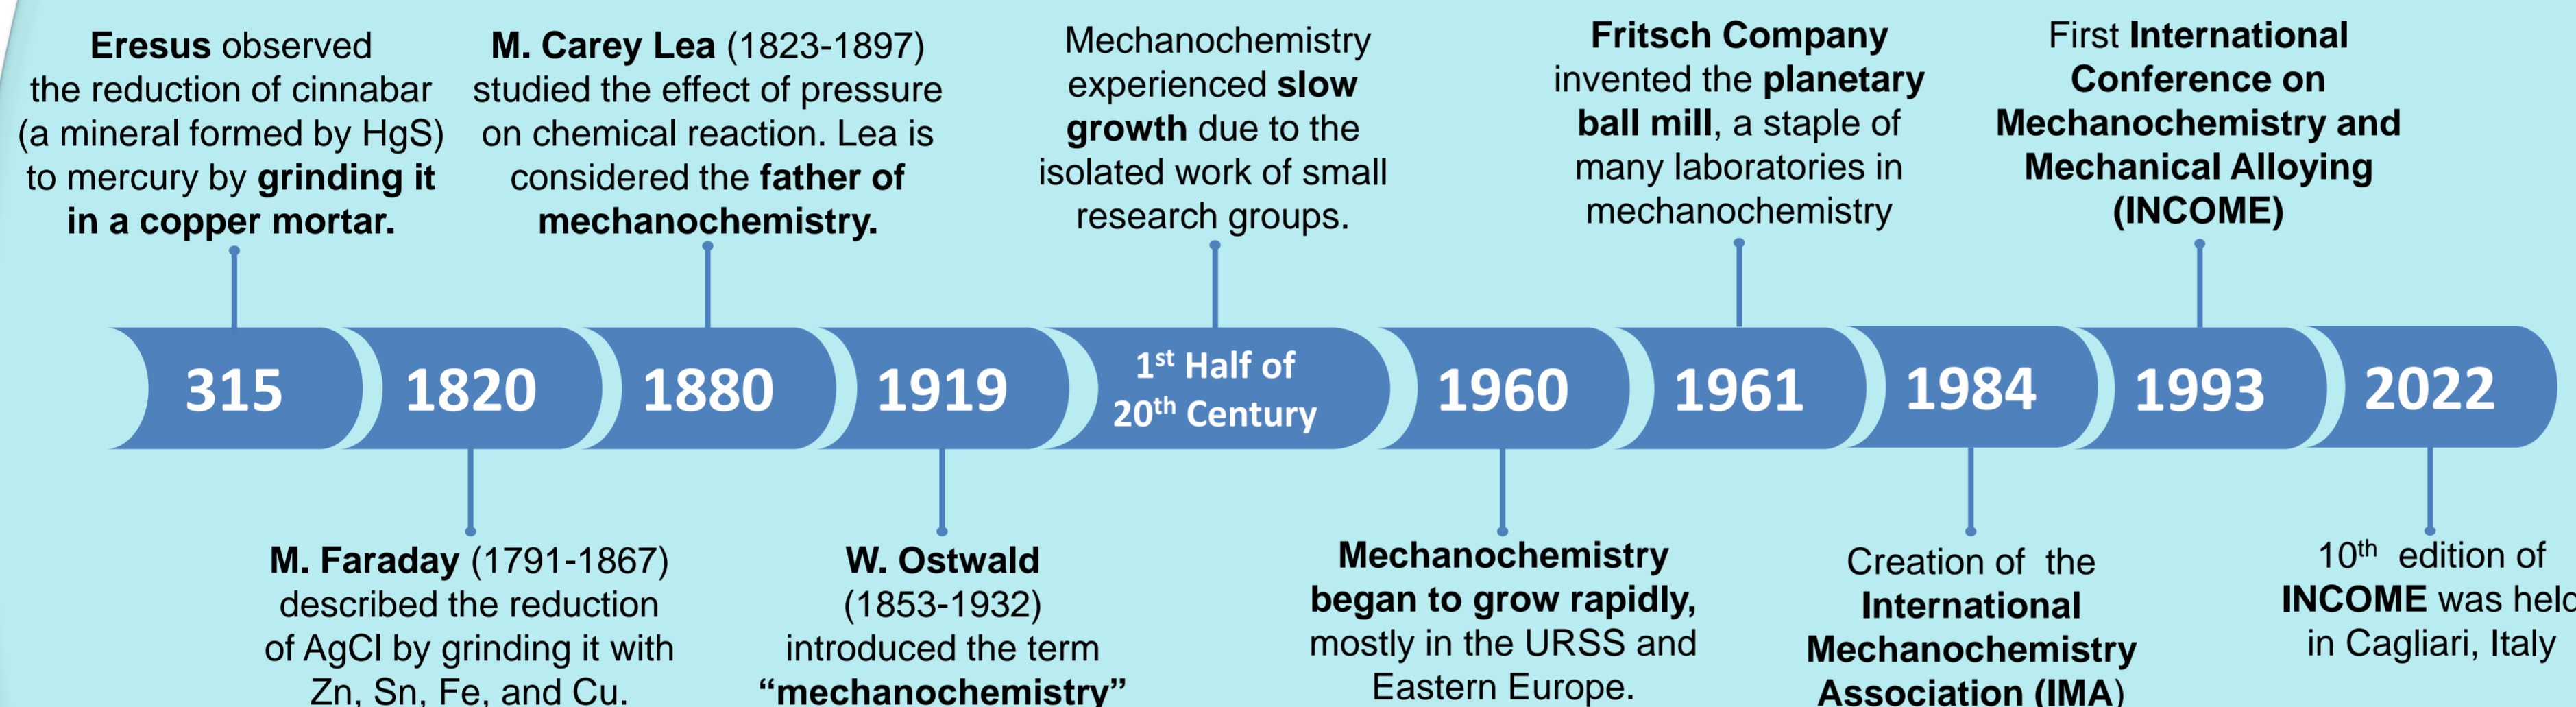 Eresus observed
the reduction of cinnabar
(a mineral formed by HgS)
to mercury by grinding it
in a copper mortar.
M. Carey Lea (1823-1897)
studied the effect of pressure
on chemical reaction. Lea is
considered the father of
mechanochemistry.
Mechanochemistry
experienced slow
growth due to the
isolated work of small
research groups.
Fritsch Company
invented the planetary
ball mill, a staple of
many laboratories in
mechanochemistry
First International
Conference on
Mechanochemistry and
Mechanical Alloying
(INCOME)
315
1820
1880
1919
1st Half of
20th Century
1960
1961
1984
1993
2022
M. Faraday (1791-1867)
described the reduction
of AgCl by grinding it with
Zn, Sn, Fe, and Cu.
W. Ostwald
(1853-1932)
introduced the term
“mechanochemistry”
Mechanochemistry
began to grow rapidly,
mostly in the URSS and
Eastern Europe.
Creation of the
International
Mechanochemistry
Association (IMA)
10th edition of
INCOME was held
in Cagliari, Italy